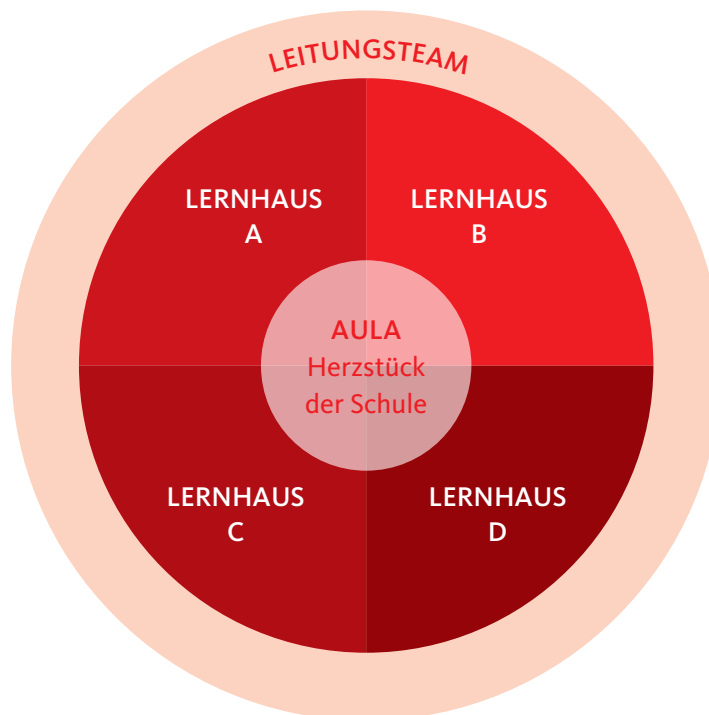 LEITUNGSTEAM
LERNHAUS
A
LERNHAUS
B
AULA
Herzstück
der Schule
LERNHAUS
C
LERNHAUS
D